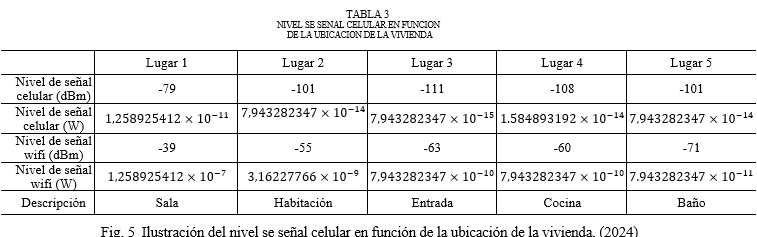 TABLA 3
NIVEL SE SEÑAL CELULAR EN FUNCION
DE LA UBICACION DE LA VIVIENDA
Lugar 1 Lugar 2 Lugar 3 Lugar 4 Lugar 5
Nivel de señal
celular (dBm) -79 -101 -111 -108 -101
Nivel de señal
celular (W) 1,258925412 × 10⁻¹¹ 7,943282347 × 10⁻¹⁴ 7,943282347 × 10⁻¹⁵ 1.584893192 × 10⁻¹⁴ 7,943282347 × 10⁻¹⁴
Nivel de señal
wifi (dBm) -39 -55 -63 -60 -71
Nivel de señal
wifi (W) 1,258925412 × 10⁻⁷ 3,16227766 × 10⁻⁹ 7,943282347 × 10⁻¹⁰ 7,943282347 × 10⁻¹⁰ 7.943282347 × 10⁻¹¹
Descripción Sala Habitación Entrada Cocina Baño
Fig. 5 Ilustración del nivel se señal celular en función de la ubicación de la vivienda. (2024)